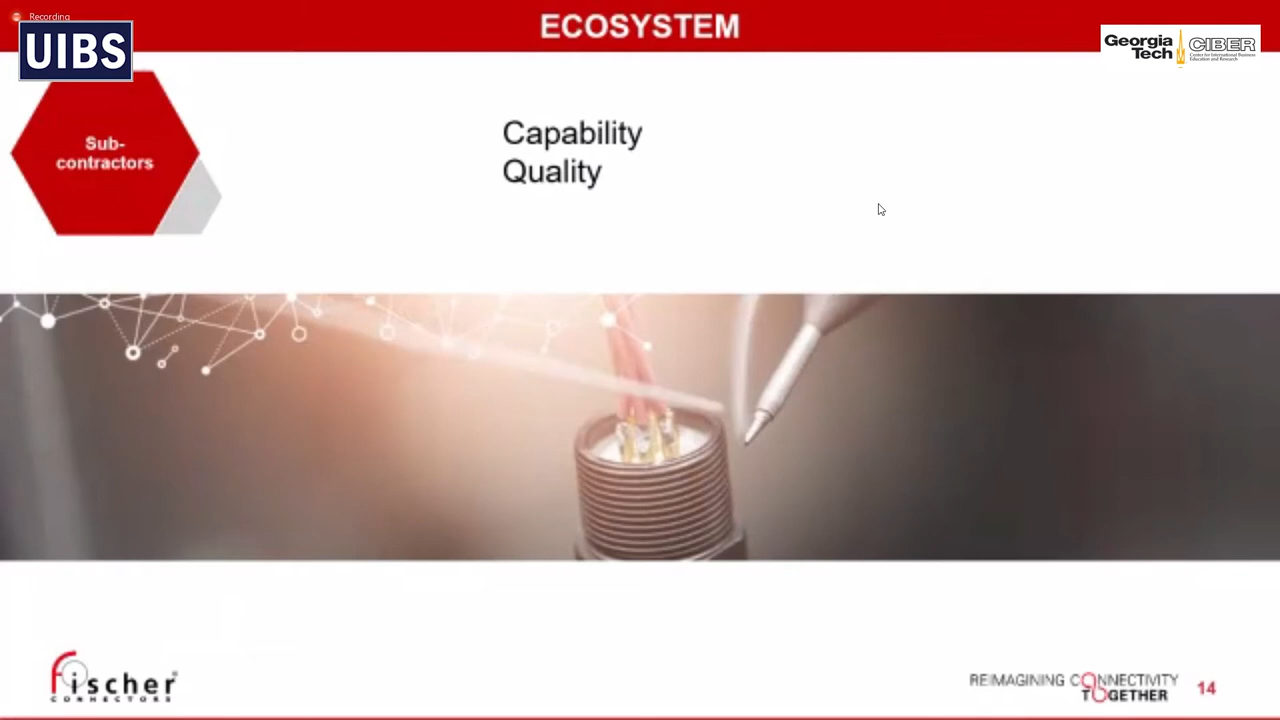 Recording
ECOSYSTEM
UIBS
Georgia
Tech
CIBER
Center for International Business
Education and Research
Sub-
contractors
Capability
Quality
fischer
CONNECTORS
REIMAGINING CONNECTIVITY
TOGETHER
14